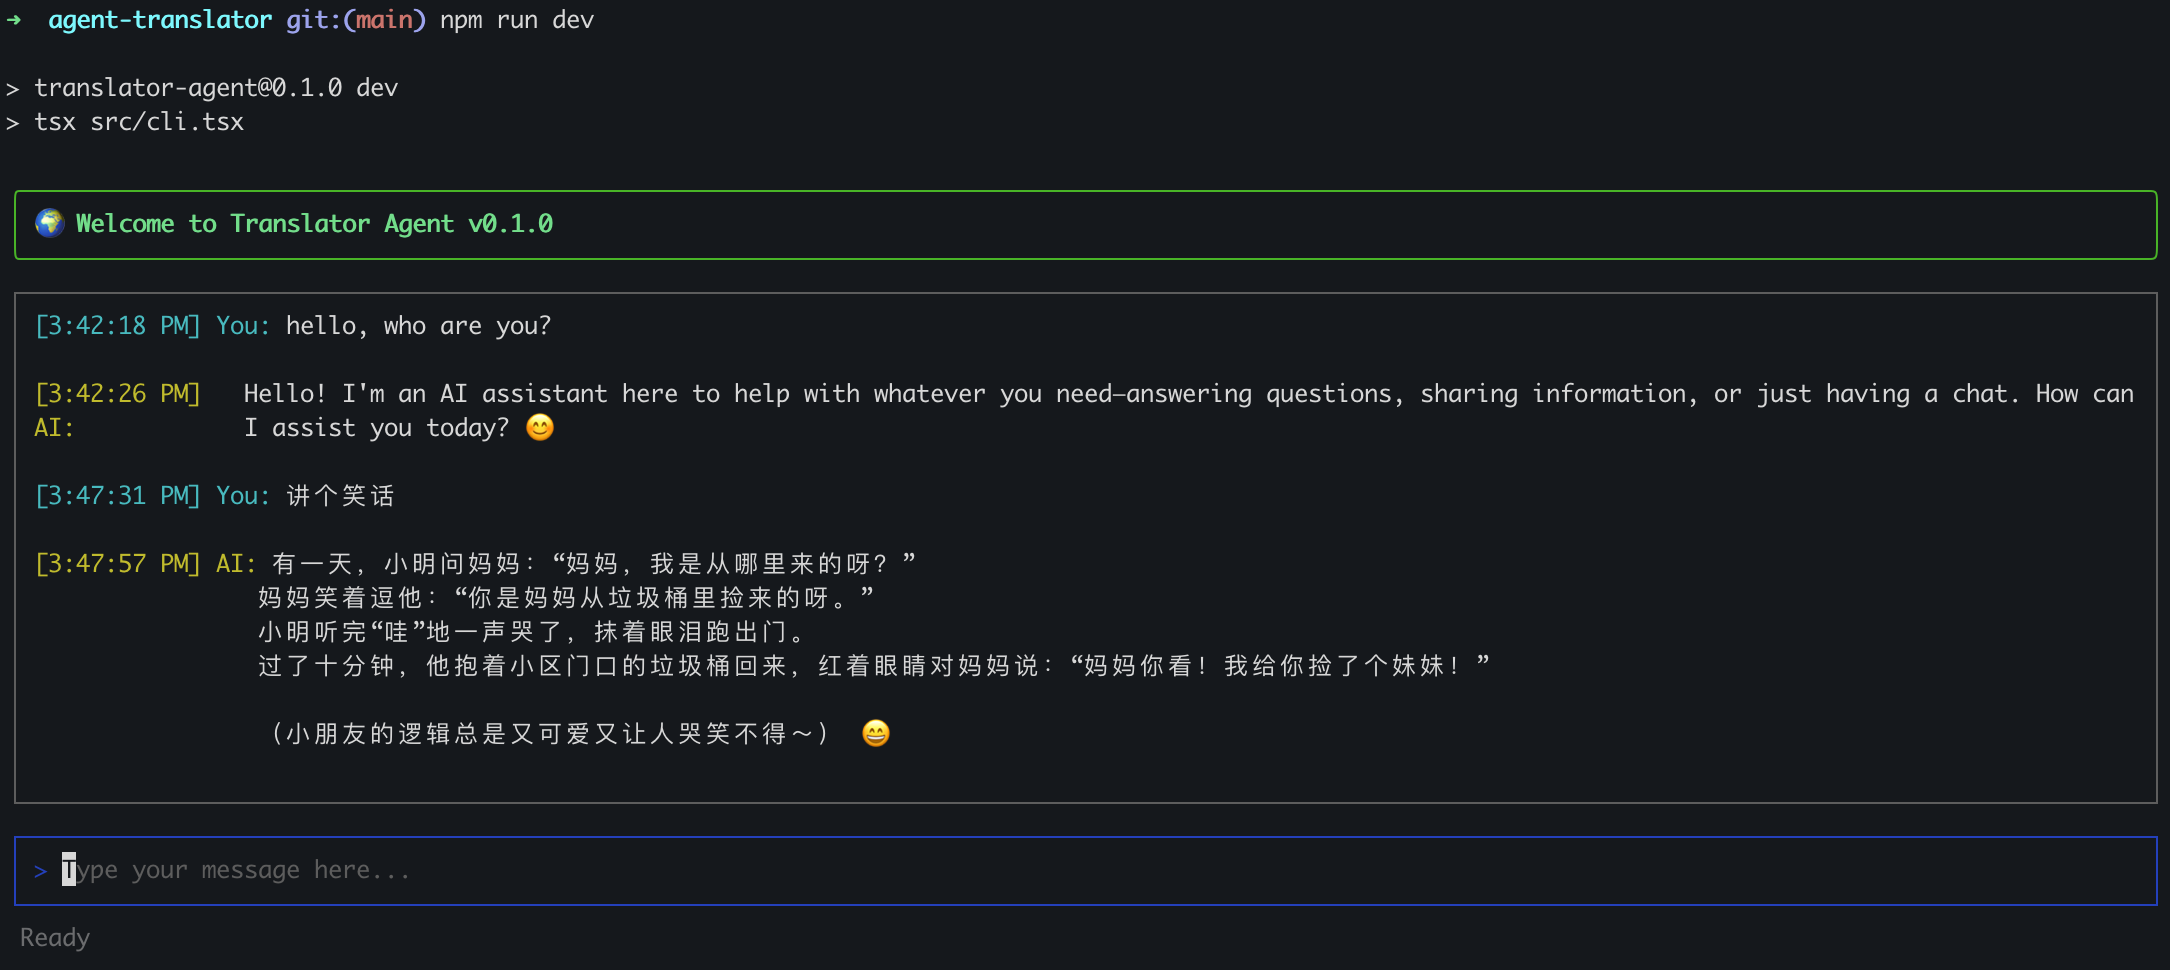 ➜  agent-translator git:(main) npm run dev
> translator-agent@0.1.0 dev
> tsx src/cli.tsx
🌍 Welcome to Translator Agent v0.1.0
[3:42:18 PM] You: hello, who are you?
[3:42:26 PM]   Hello! I'm an AI assistant here to help with whatever you need—answering questions, sharing information, or just having a chat. How can
AI:            I assist you today? 😊
[3:47:31 PM] You: 讲个笑话
[3:47:57 PM] AI: 有一天，小明问妈妈：“妈妈，我是从哪里来的呀？”
妈妈笑着逗他：“你是妈妈从垃圾桶里捡来的呀。”
小明听完“哇”地一声哭了，抹着眼泪跑出门。
过了十分钟，他抱着小区门口的垃圾桶回来，红着眼睛对妈妈说：“妈妈你看！我给你捡了个妹妹！”
（小朋友的逻辑总是又可爱又让人哭笑不得～） 😄
> Type your message here...
Ready